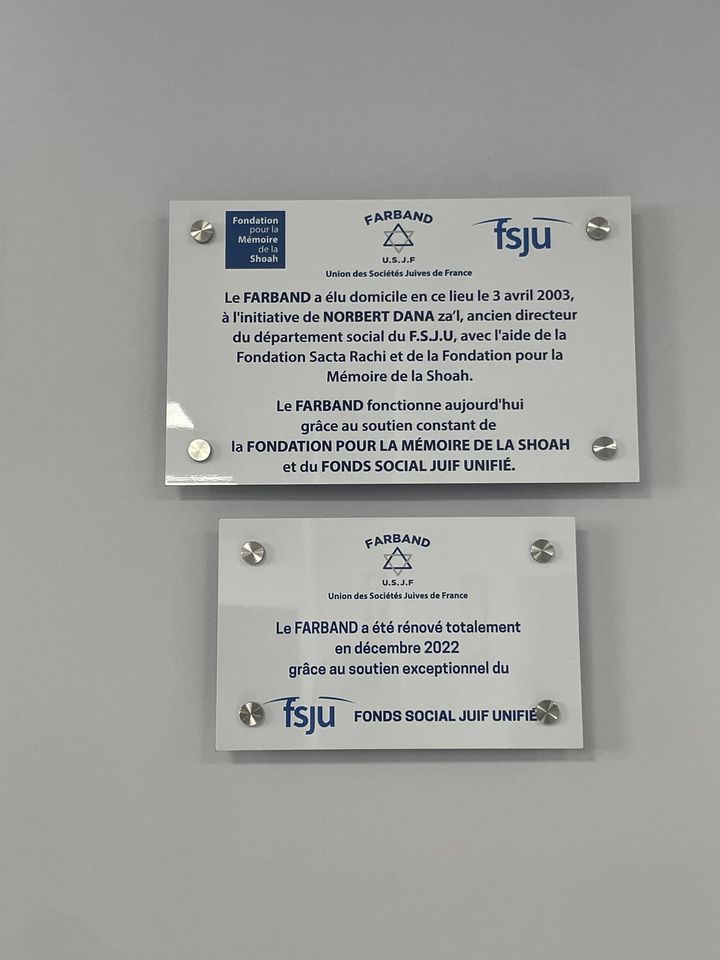 Fondation
pour la
Mémoire
de la
Shoah
FARBAND
U.S.J.F
Union des Sociétés Juives de France
fsju
Le FARBAND a élu domicile en ce lieu le 3 avril 2003,
à l'initiative de NORBERT DANA za'l, ancien directeur
du département social du F.S.J.U, avec l'aide de la
Fondation Sacta Rachi et de la Fondation pour la
Mémoire de la Shoah.
Le FARBAND fonctionne aujourd'hui
grâce au soutien constant de
la FONDATION POUR LA MÉMOIRE DE LA SHOAH
et du FONDS SOCIAL JUIF UNIFIÉ.
FARBAND
U.S.J.F
Union des Sociétés Juives de France
Le FARBAND a été rénové totalement
en décembre 2022
grâce au soutien exceptionnel du
fsju FONDS SOCIAL JUIF UNIFIÉ